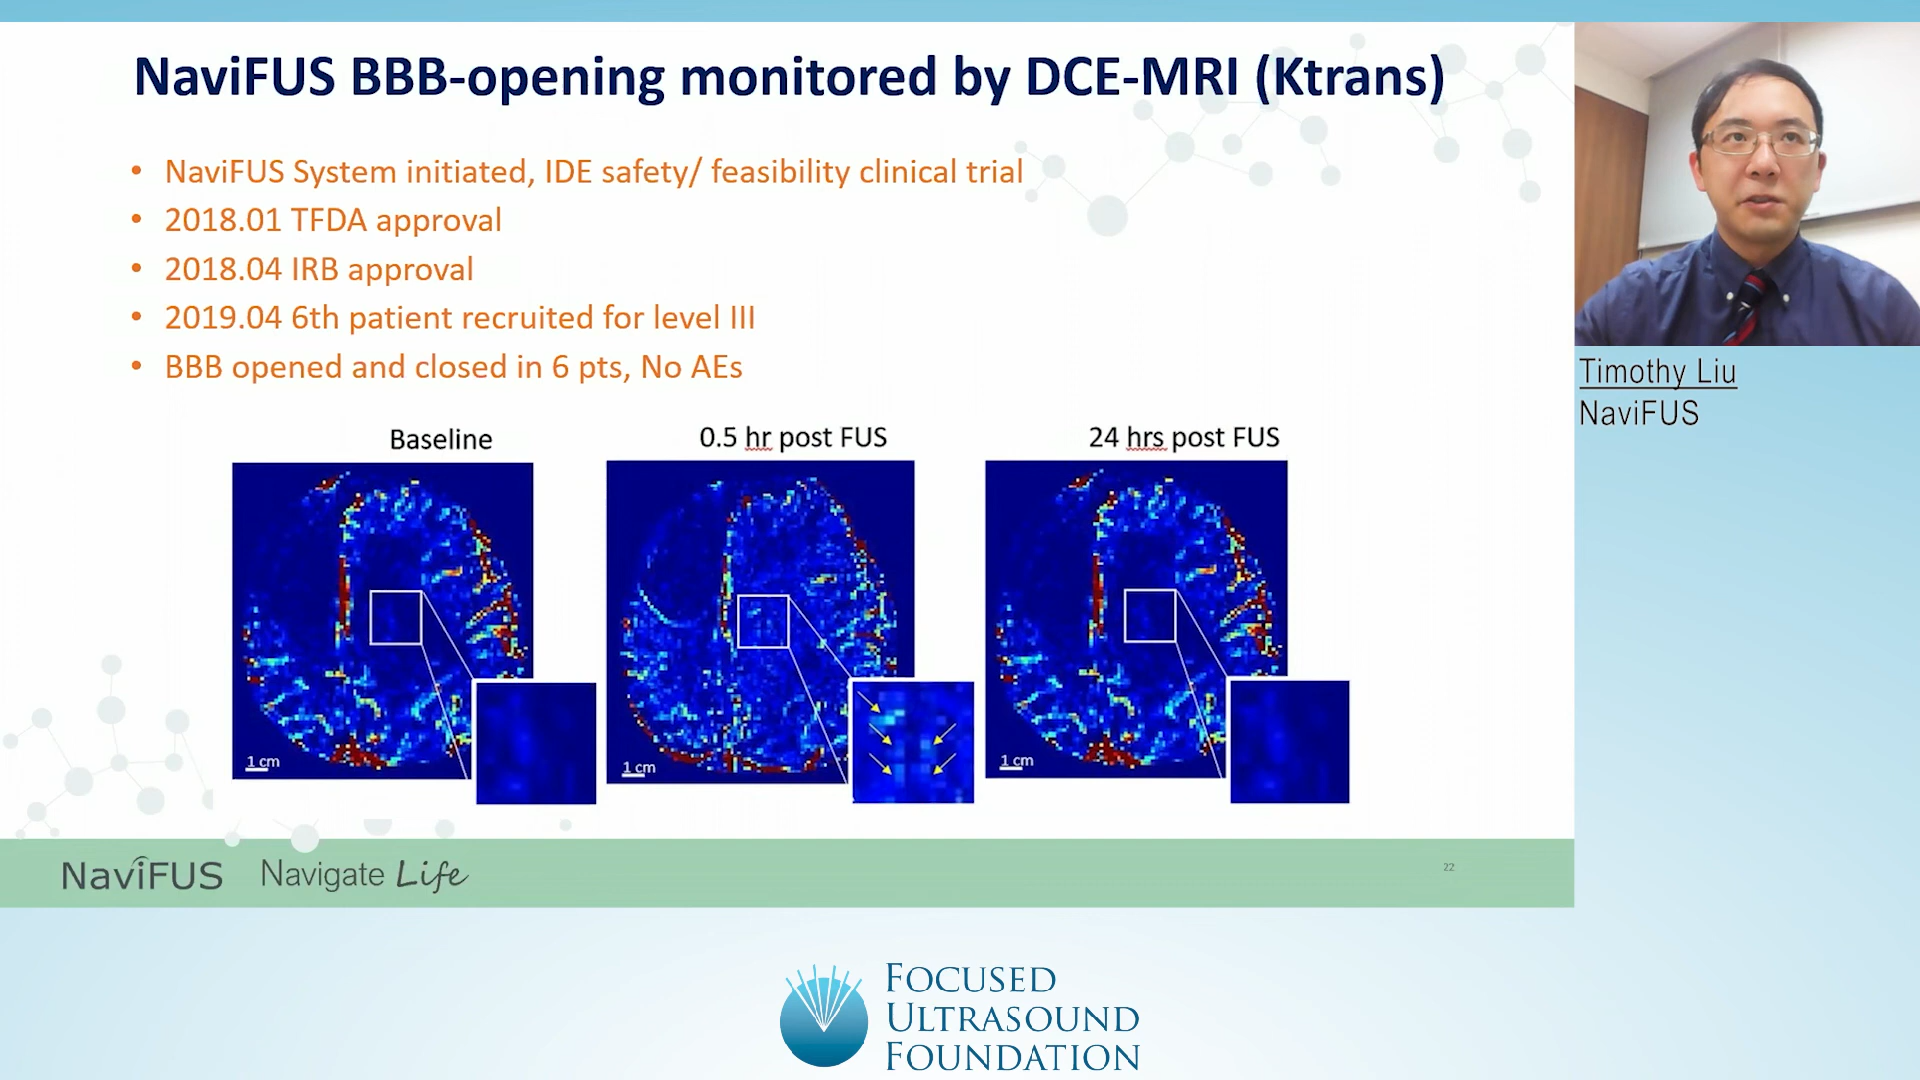 NaviFUS BBB-opening monitored by DCE-MRI (Ktrans)
• NaviFUS System initiated, IDE safety/ feasibility clinical trial
• 2018.01 TFDA approval
• 2018.04 IRB approval
• 2019.04 6th patient recruited for level III
• BBB opened and closed in 6 pts, No AEs
Timothy Liu
NaviFUS
Baseline
0.5 hr post FUS
24 hrs post FUS
1 cm
1 cm
1 cm
NaviFUS Navigate Life
22
FOCUSED
ULTRASOUND
FOUNDATION